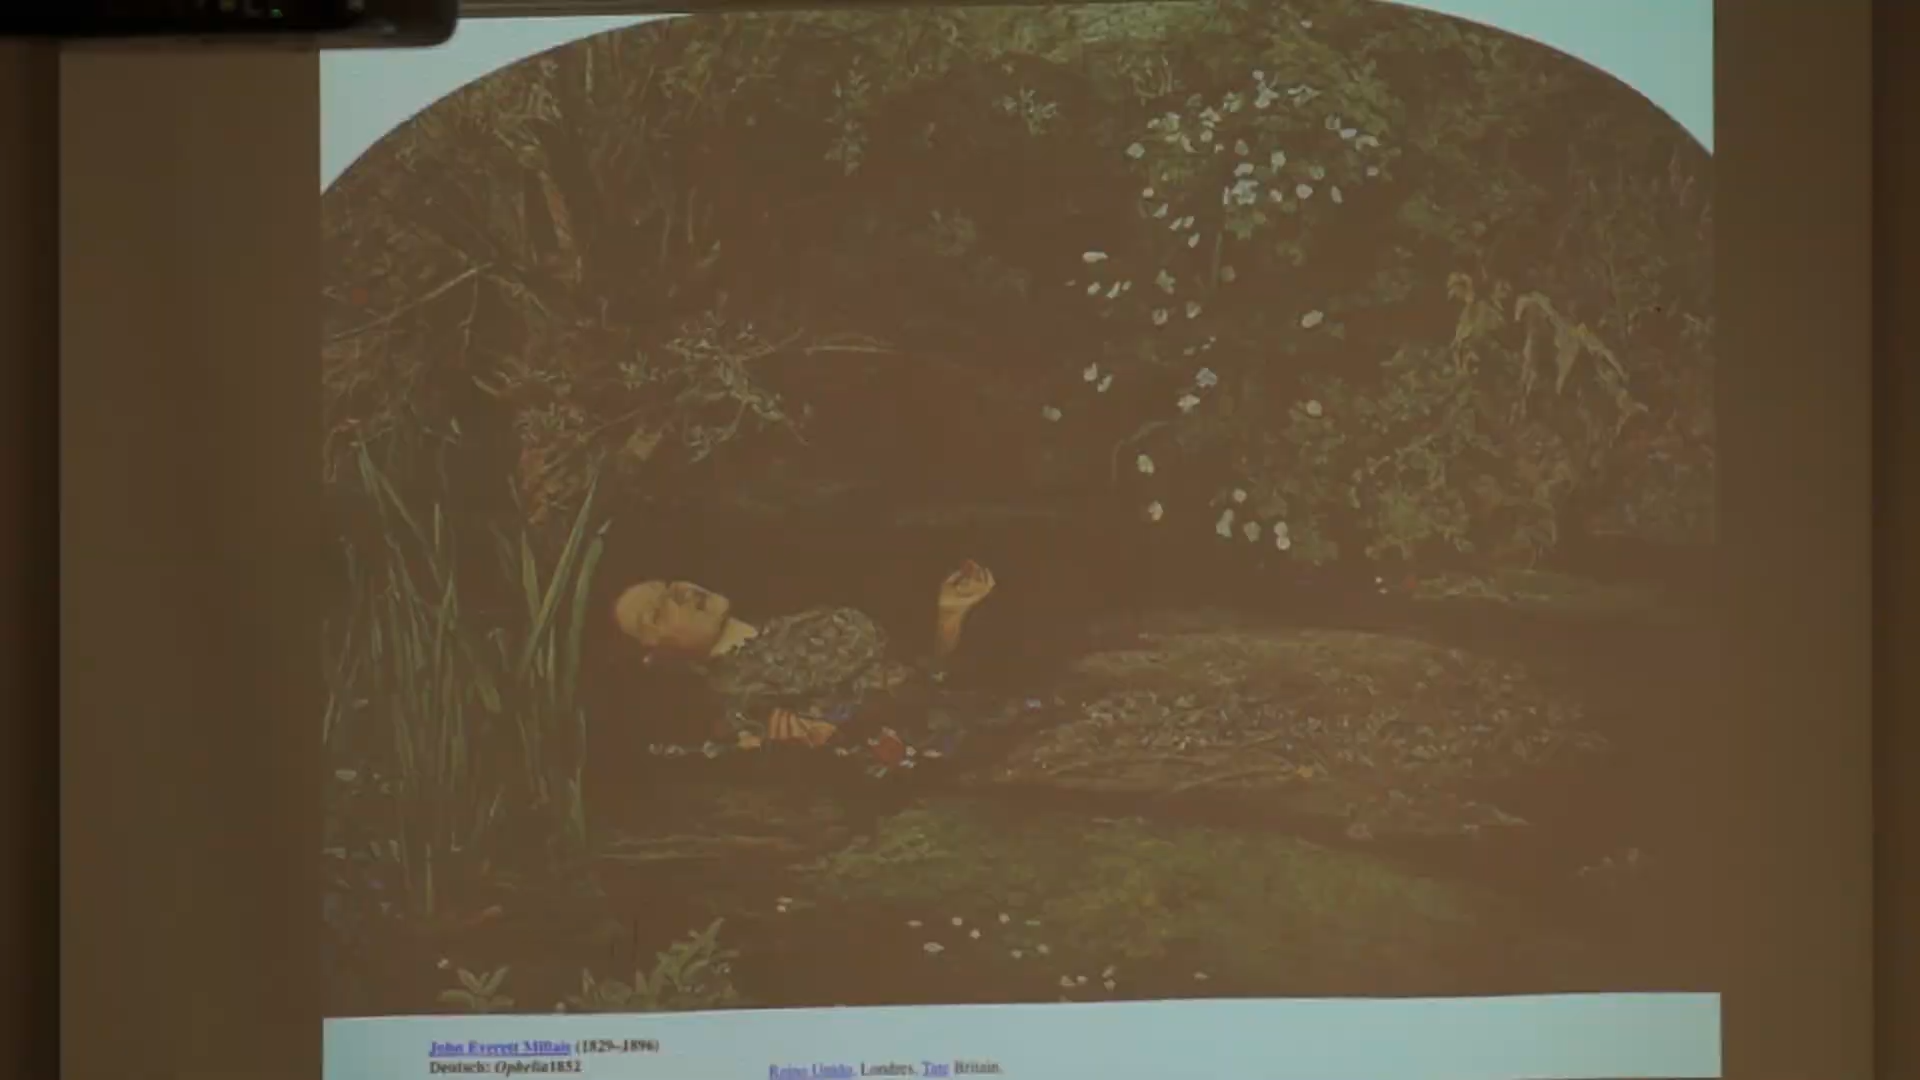 John Everett Millais (1829–1896)
Deutsch: Ophelia1852
Reino Unido, Londres, Tate Britain.